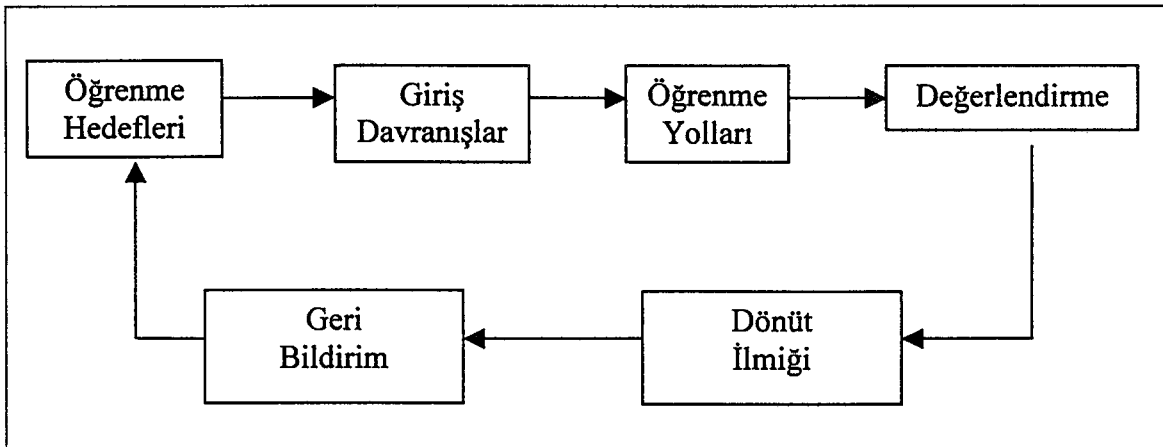 Öğrenme
Hedefleri
Giriş
Davranışlar
Öğrenme
Yolları
Değerlendirme
Geri
Bildirim
Dönüt
İlmiği